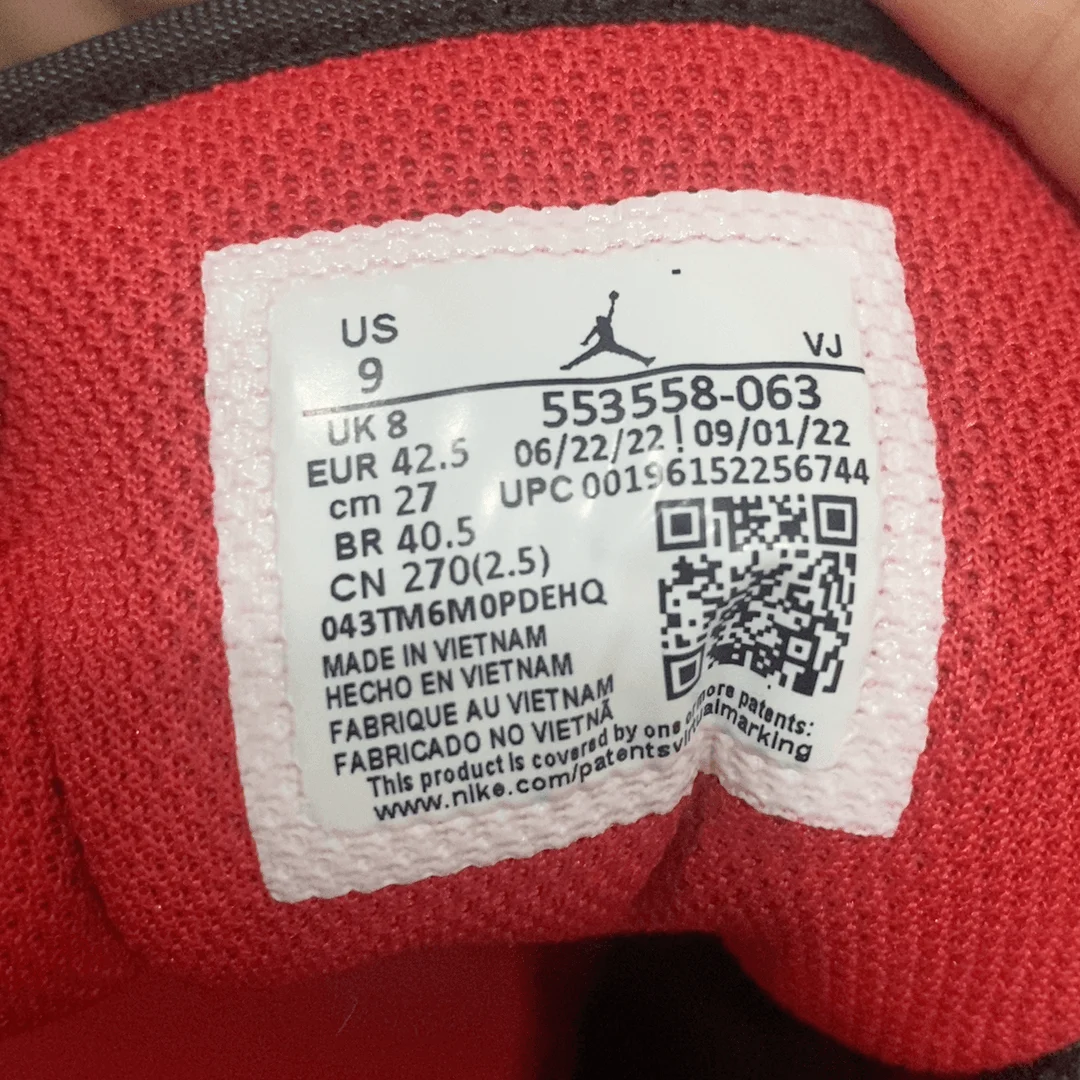 US
9
VJ
UK 8
EUR 42.5
cm 27
BR 40.5
CN 270(2.5)
553558-063
06/22/22 ! 09/01/22
UPC 00196152256744
043TM6M0PDEHQ
MADE IN VIETNAM
HECHO EN VIETNAM
FABRIQUE AU VIETNAM
FABRICADO NO VIETNÃ
This product is covered by one or more patents:
www.nike.com/patentsvirtualmarking